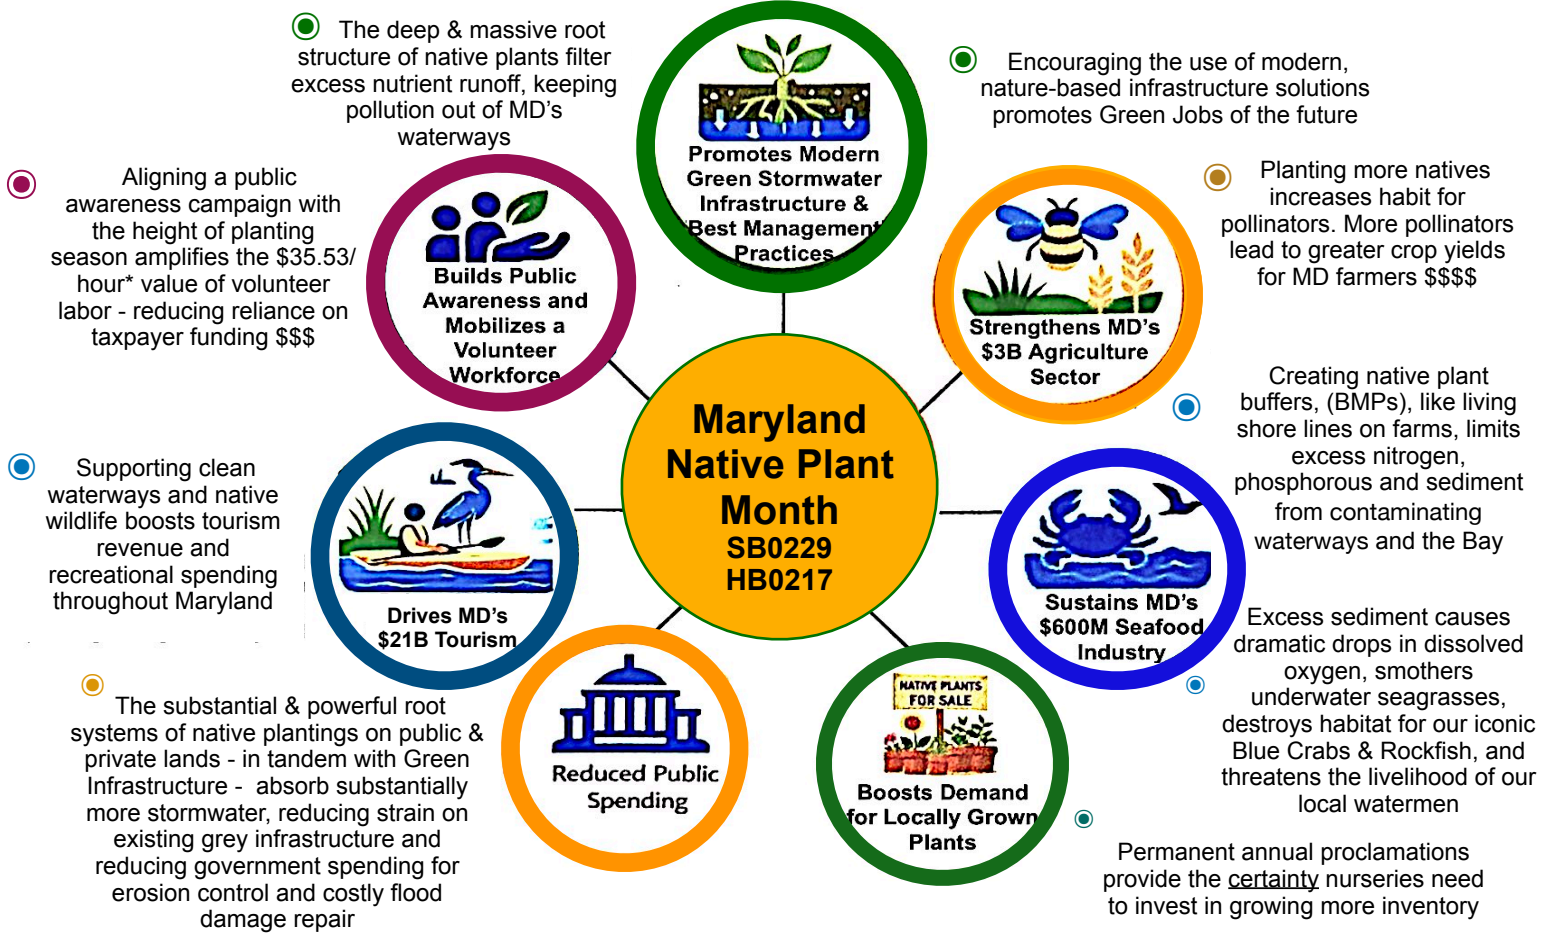 The deep & massive root
structure of native plants filter
excess nutrient runoff, keeping
pollution out of MD's
waterways
Encouraging the use of modern,
nature-based infrastructure solutions
promotes Green Jobs of the future
Promotes Modern
Green Stormwater
Infrastructure &
Best Management
Practices
Aligning a public
awareness campaign with
the height of planting
season amplifies the $35.53/
hour* value of volunteer
labor - reducing reliance on
taxpayer funding $$$
Builds Public
Awareness and
Mobilizes a
Volunteer
Workforce
Strengthens MD's
$3B Agriculture
Sector
Planting more natives
increases habit for
pollinators. More pollinators
lead to greater crop yields
for MD farmers $$$$
Maryland
Native Plant
Month
SB0229
HB0217
Creating native plant
buffers, (BMPs), like living
shore lines on farms, limits
excess nitrogen,
phosphorous and sediment
from contaminating
waterways and the Bay
Supporting clean
waterways and native
wildlife boosts tourism
revenue and
recreational spending
throughout Maryland
Drives MD's
$21B Tourism
Sustains MD's
$600M Seafood
Industry
Excess sediment causes
dramatic drops in dissolved
oxygen, smothers
underwater seagrasses,
destroys habitat for our iconic
Blue Crabs & Rockfish, and
threatens the livelihood of our
local watermen
The substantial & powerful root
systems of native plantings on public &
private lands - in tandem with Green
Infrastructure - absorb substantially
more stormwater, reducing strain on
existing grey infrastructure and
reducing government spending for
erosion control and costly flood
damage repair
Reduced Public
Spending
NATIVE PLANTS
FOR SALE
Boosts Demand
for Locally Grown
Plants
Permanent annual proclamations
provide the certainty nurseries need
to invest in growing more inventory